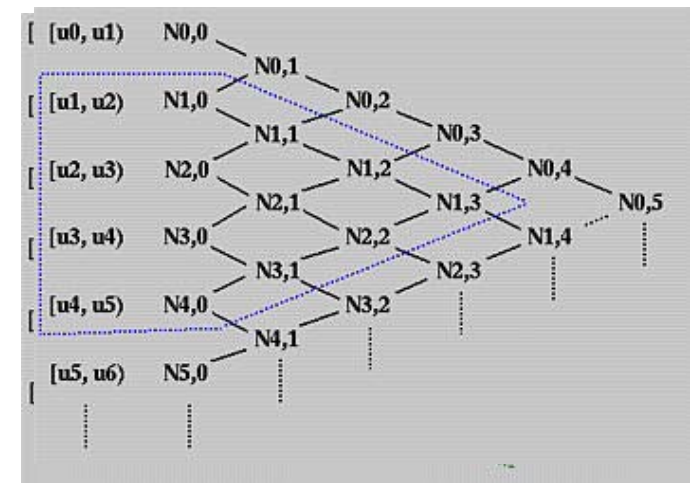 [ [u0, u1) N0,0
N0,1
[ [u1, u2) N1,0 N0,2
N1,1 N0,3
[ [u2, u3) N2,0 N1,2 N0,4
N2,1 N1,3 N0,5
[ [u3, u4) N3,0 N2,2 N1,4
N3,1 N2,3
[ [u4, u5) N4,0 N3,2
N4,1
[ [u5, u6) N5,0